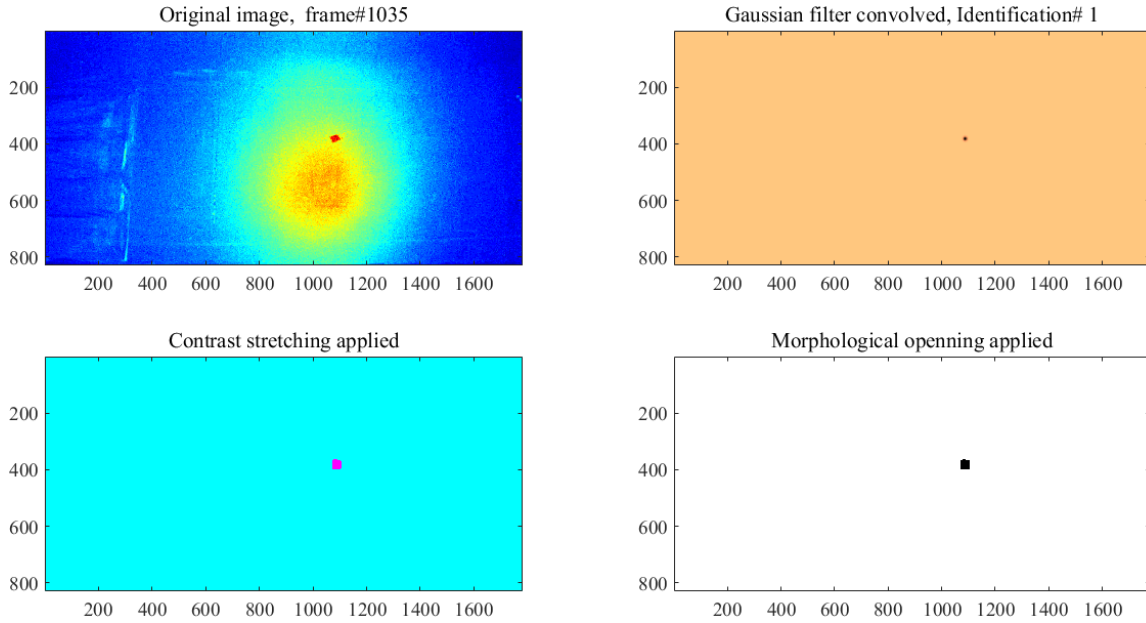 Original image,  frame#1035
200
400
600
800
200 400 600 800 1000 1200 1400 1600
Gaussian filter convolved, Identification# 1
200
400
600
800
200 400 600 800 1000 1200 1400 1600
Contrast stretching applied
200
400
600
800
200 400 600 800 1000 1200 1400 1600
Morphological openning applied
200
400
600
800
200 400 600 800 1000 1200 1400 1600